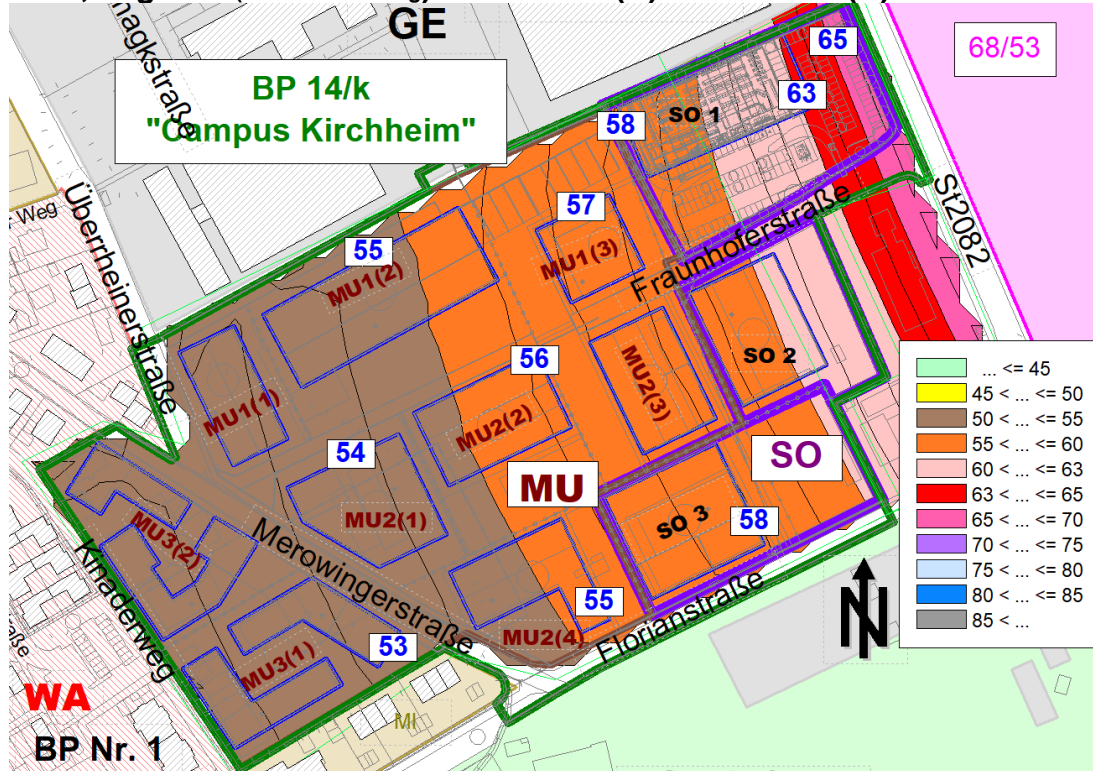 GE
65
68/53
magkstraße
BP 14/k
"Campus Kirchheim"
63
SO 1
58
St2082
Überrheinerstraße
Weg
57
55
MU1(3)
MU1(2)
Fraunhoferstraße
56
SO 2
MU2(3)
MU1(1)
MU2(2)
54
SO
MU
MU2(1)
SO 3
58
MU3(2)
Merowingerstraße
Kinaderweg
55
Florianstraße
MU2(4)
53
MU3(1)
WA
MI
BP Nr. 1
N
... <= 45
45 < ... <= 50
50 < ... <= 55
55 < ... <= 60
60 < ... <= 63
63 < ... <= 65
65 < ... <= 70
70 < ... <= 75
75 < ... <= 80
80 < ... <= 85
85 < ...